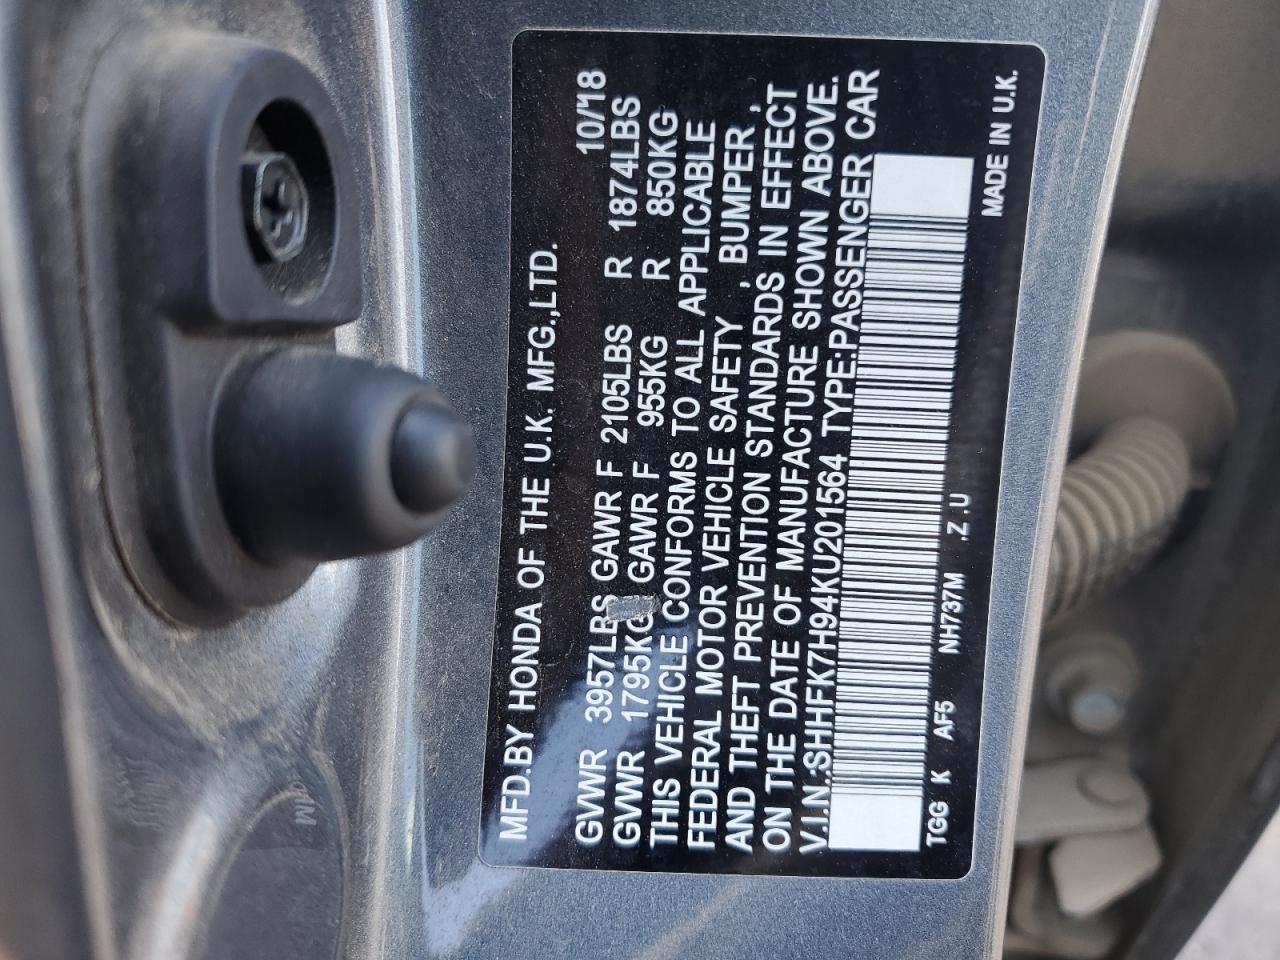 MFD.BY HONDA OF THE U.K. MFG.,LTD.
10/18
GVWR 3957LBS GAWR F 2105LBS R 1874LBS
GVWR 1795KG GAWR F 955KG R 850KG
THIS VEHICLE CONFORMS TO ALL APPLICABLE
FEDERAL MOTOR VEHICLE SAFETY , BUMPER ,
AND THEFT PREVENTION STANDARDS IN EFFECT
ON THE DATE OF MANUFACTURE SHOWN ABOVE.
V.I.N.:SHHFK7H94KU201564 TYPE:PASSENGER CAR
TGG K AF5 NH737M .Z .U
MADE IN U.K.